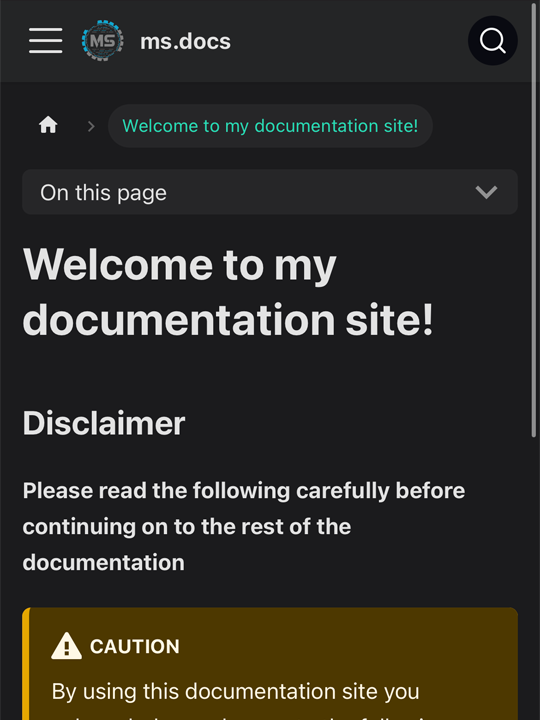 MS ms.docs
Welcome to my documentation site!
On this page
Welcome to my
documentation site!
Disclaimer
Please read the following carefully before
continuing on to the rest of the
documentation
CAUTION
By using this documentation site you